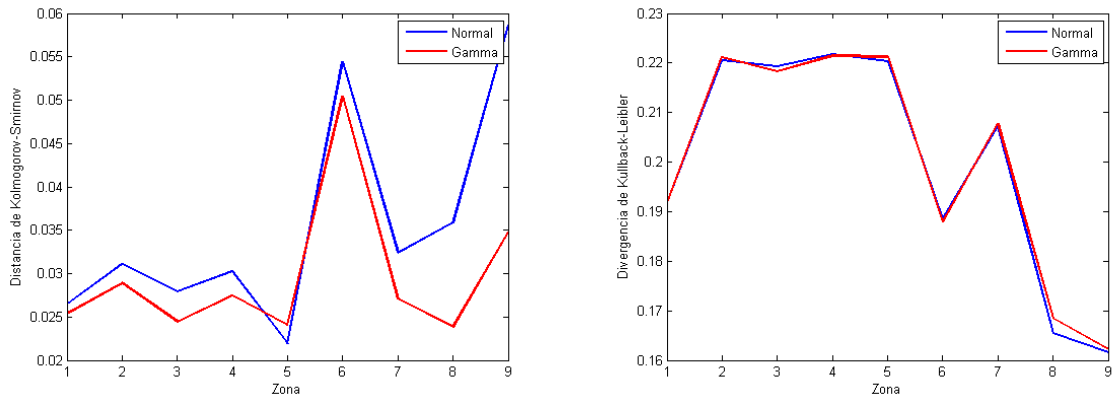 0.06
0.055
0.05
0.045
0.04
0.035
0.03
0.025
0.02
Distancia de Kolmogorov-Smirnov
Normal
Gamma
1 2 3 4 5 6 7 8 9
Zona
0.23
0.22
0.21
0.2
0.19
0.18
0.17
0.16
Divergencia de Kullback-Leibler
Normal
Gamma
1 2 3 4 5 6 7 8 9
Zona